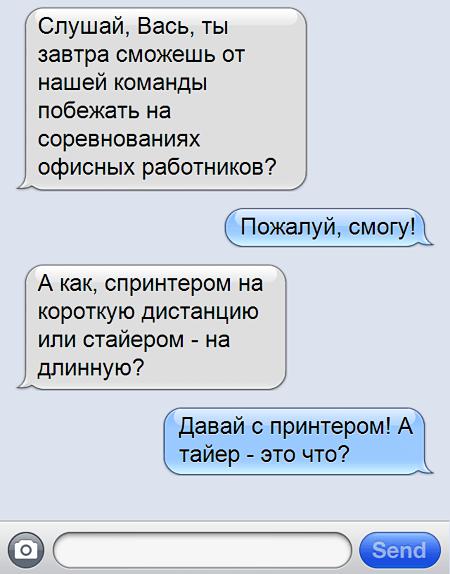 Слушай, Вась, ты
завтра сможешь от
нашей команды
побежать на
соревнованиях
офисных работников?
Пожалуй, смогу!
А как, спринтером на
короткую дистанцию
или стайером - на
длинную?
Давай с принтером! А
тайер - это что?
Send